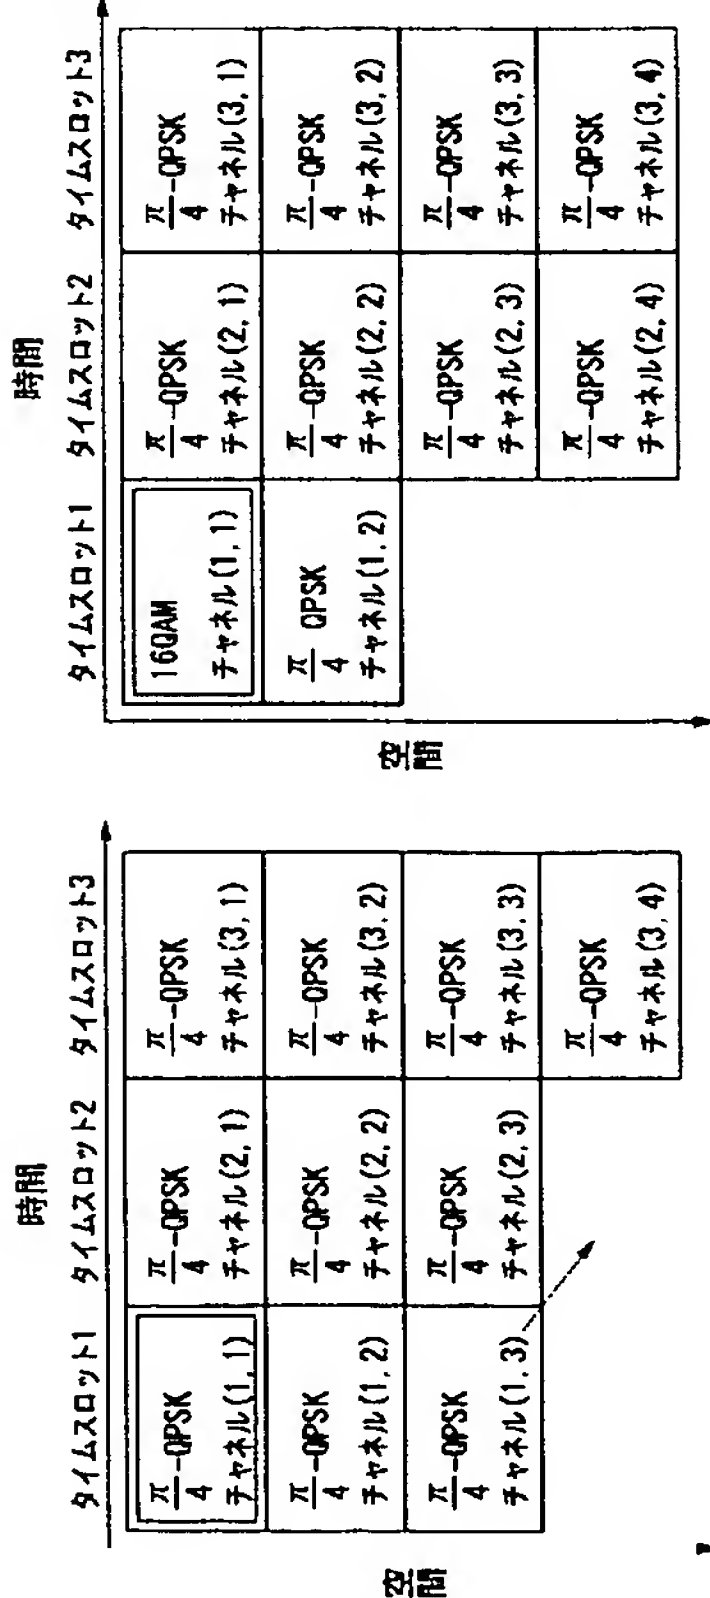 時間
タイムスロット1 タイムスロット2 タイムスロット3
空間
π/4-QPSK
チャネル(1, 1)
π/4-QPSK
チャネル(2, 1)
π/4-QPSK
チャネル(3, 1)
π/4-QPSK
チャネル(1, 2)
π/4-QPSK
チャネル(2, 2)
π/4-QPSK
チャネル(3, 2)
π/4-QPSK
チャネル(1, 3)
π/4-QPSK
チャネル(2, 3)
π/4-QPSK
チャネル(3, 3)
π/4-QPSK
チャネル(3, 4)
時間
タイムスロット1 タイムスロット2 タイムスロット3
空間
16QAM
チャネル(1, 1)
π/4-QPSK
チャネル(2, 1)
π/4-QPSK
チャネル(3, 1)
π/4 QPSK
チャネル(1, 2)
π/4-QPSK
チャネル(2, 2)
π/4-QPSK
チャネル(3, 2)
π/4-QPSK
チャネル(2, 3)
π/4-QPSK
チャネル(3, 3)
π/4-QPSK
チャネル(2, 4)
π/4-QPSK
チャネル(3, 4)